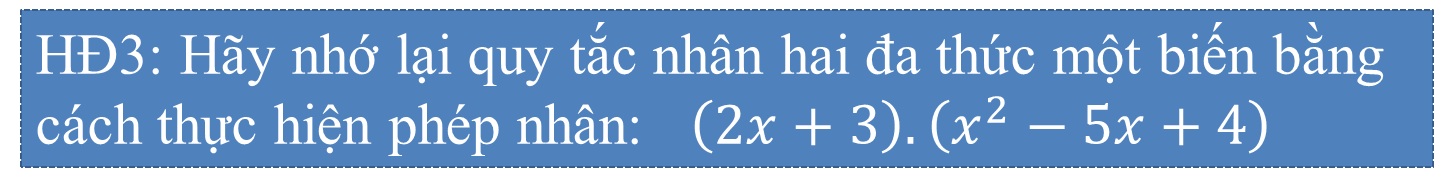 HĐ3: Hãy nhớ lại quy tắc nhân hai đa thức một biến bằng
cách thực hiện phép nhân: (2𝑥 + 3). (𝑥² − 5𝑥 + 4)